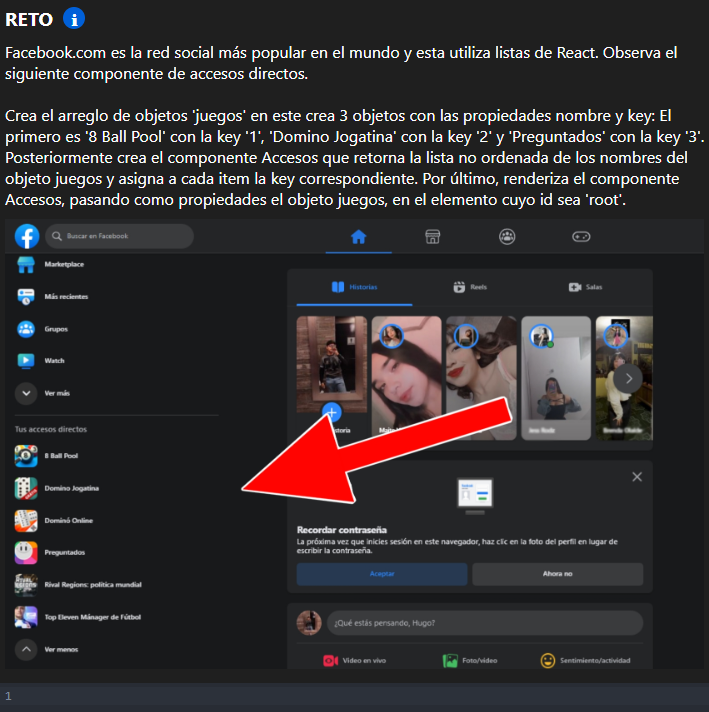 RETO
Facebook.com es la red social más popular en el mundo y esta utiliza listas de React. Observa el
siguiente componente de accesos directos.
Crea el arreglo de objetos 'juegos' en este crea 3 objetos con las propiedades nombre y key: El
primero es '8 Ball Pool' con la key '1', 'Domino Jogatina' con la key '2' y 'Preguntados' con la key '3'.
Posteriormente crea el componente Accesos que retorna la lista no ordenada de los nombres del
objeto juegos y asigna a cada item la key correspondiente. Por último, renderiza el componente
Accesos, pasando como propiedades el objeto juegos, en el elemento cuyo id sea 'root'.
Buscar en Facebook
Marketplace
Más recientes
Grupos
Watch
Ver más
Tus accesos directos
8 Ball Pool
Domino Jogatina
Dominó Online
Preguntados
Rival Regions: política mundial
Top Eleven Mánager de Fútbol
Ver menos
Historias
Reels
Salas
Recordar contraseña
La próxima vez que inicies sesión en este navegador, haz clic en la foto del perfil en lugar de
escribir la contraseña.
Aceptar
Ahora no
¿Qué estás pensando, Hugo?
Video en vivo
Foto/video
Sentimiento/actividad
1